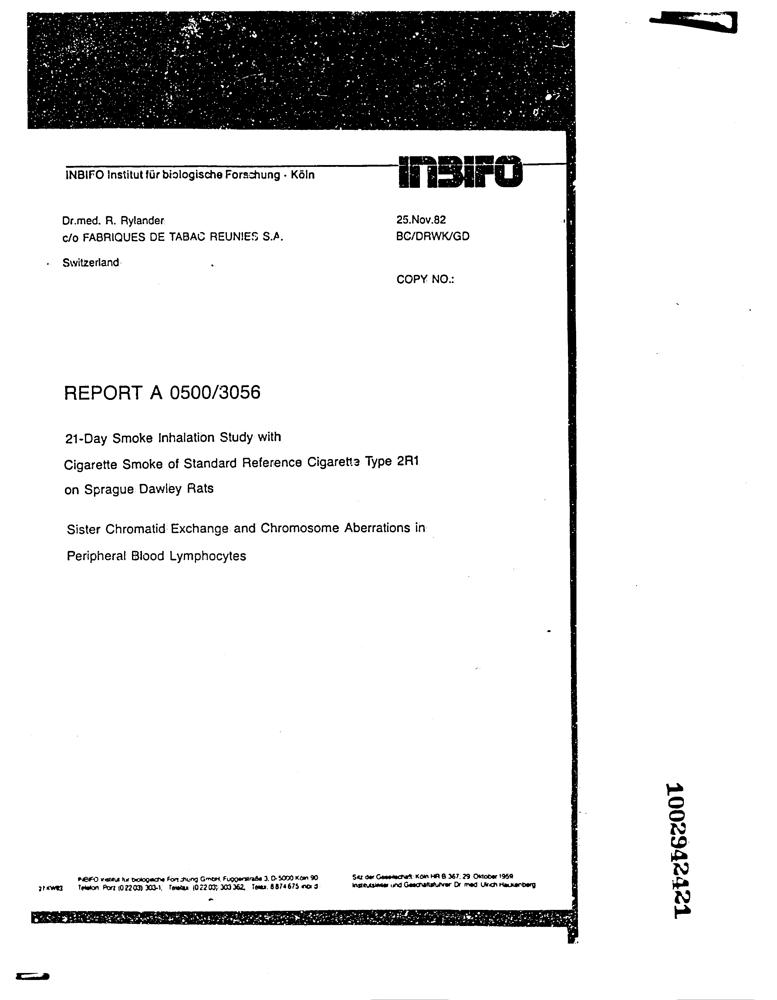 INBIFO Institut für biologische Forschung · Köln
INBIFO
Dr.med. R. Rylander
25.Nov.82
c/o FABRIQUES DE TABAC REUNIES S.A.
BC/DRWK/GD
Switzerland
COPY NO.:
REPORT A 0500/3056
21-Day Smoke Inhalation Study with
Cigarette Smoke of Standard Reference Cigarette Type 2R1
on Sprague Dawley Rats
Sister Chromatid Exchange and Chromosome Aberrations in
Peripheral Blood Lymphocytes
INBIFO Institut für biologische Forschung GmbH, Fuggerstraße 3, D-5000 Köln 90
Telefon Porz (0 22 03) 303-1, Telefax (0 22 03) 303 362, Telex 8 874 675
Sitz der Gesellschaft: Köln HR B 367, 29 Oktober 1959
Institutsleiter und Geschäftsführer Dr med Ulrich Hackenberg
1002942421